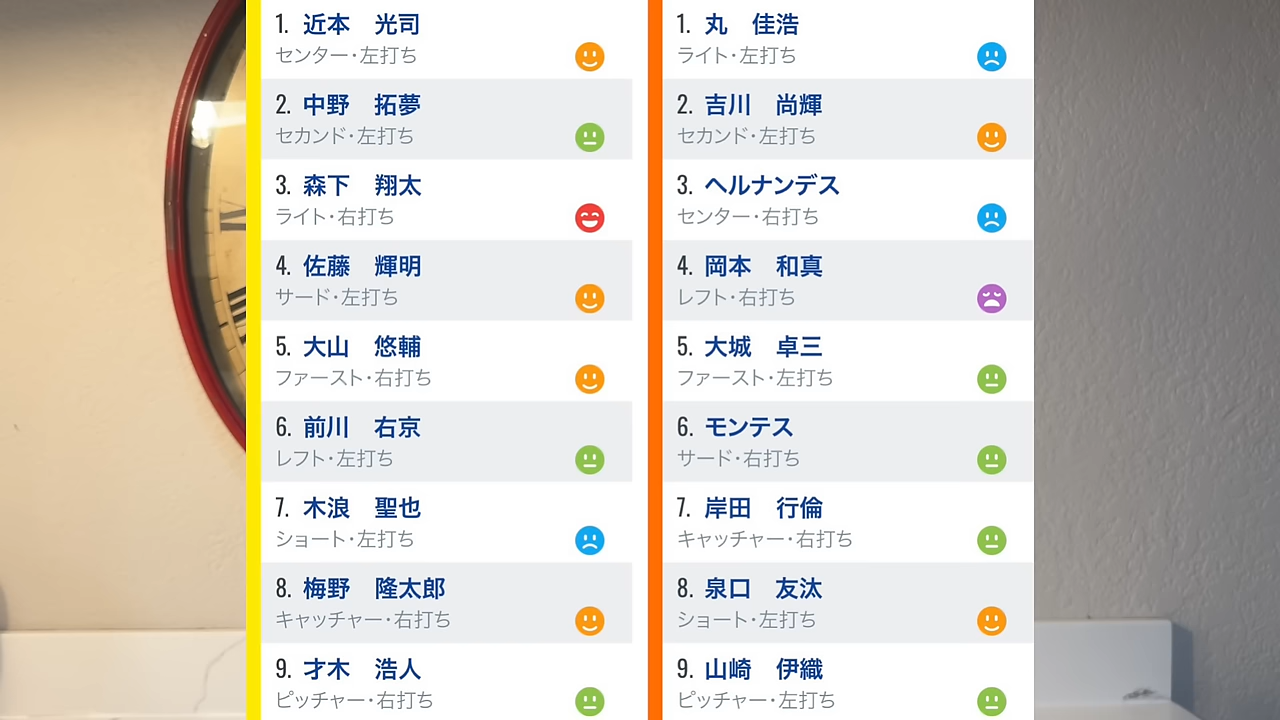 1. 近本　光司
センター・左打ち
2. 中野　拓夢
セカンド・左打ち
3. 森下　翔太
ライト・右打ち
4. 佐藤　輝明
サード・左打ち
5. 大山　悠輔
ファースト・右打ち
6. 前川　右京
レフト・左打ち
7. 木浪　聖也
ショート・左打ち
8. 梅野　隆太郎
キャッチャー・右打ち
9. 才木　浩人
ピッチャー・右打ち
1. 丸　佳浩
ライト・左打ち
2. 吉川　尚輝
セカンド・左打ち
3. ヘルナンデス
センター・右打ち
4. 岡本　和真
レフト・右打ち
5. 大城　卓三
ファースト・左打ち
6. モンテス
サード・右打ち
7. 岸田　行倫
キャッチャー・右打ち
8. 泉口　友汰
ショート・左打ち
9. 山崎　伊織
ピッチャー・左打ち